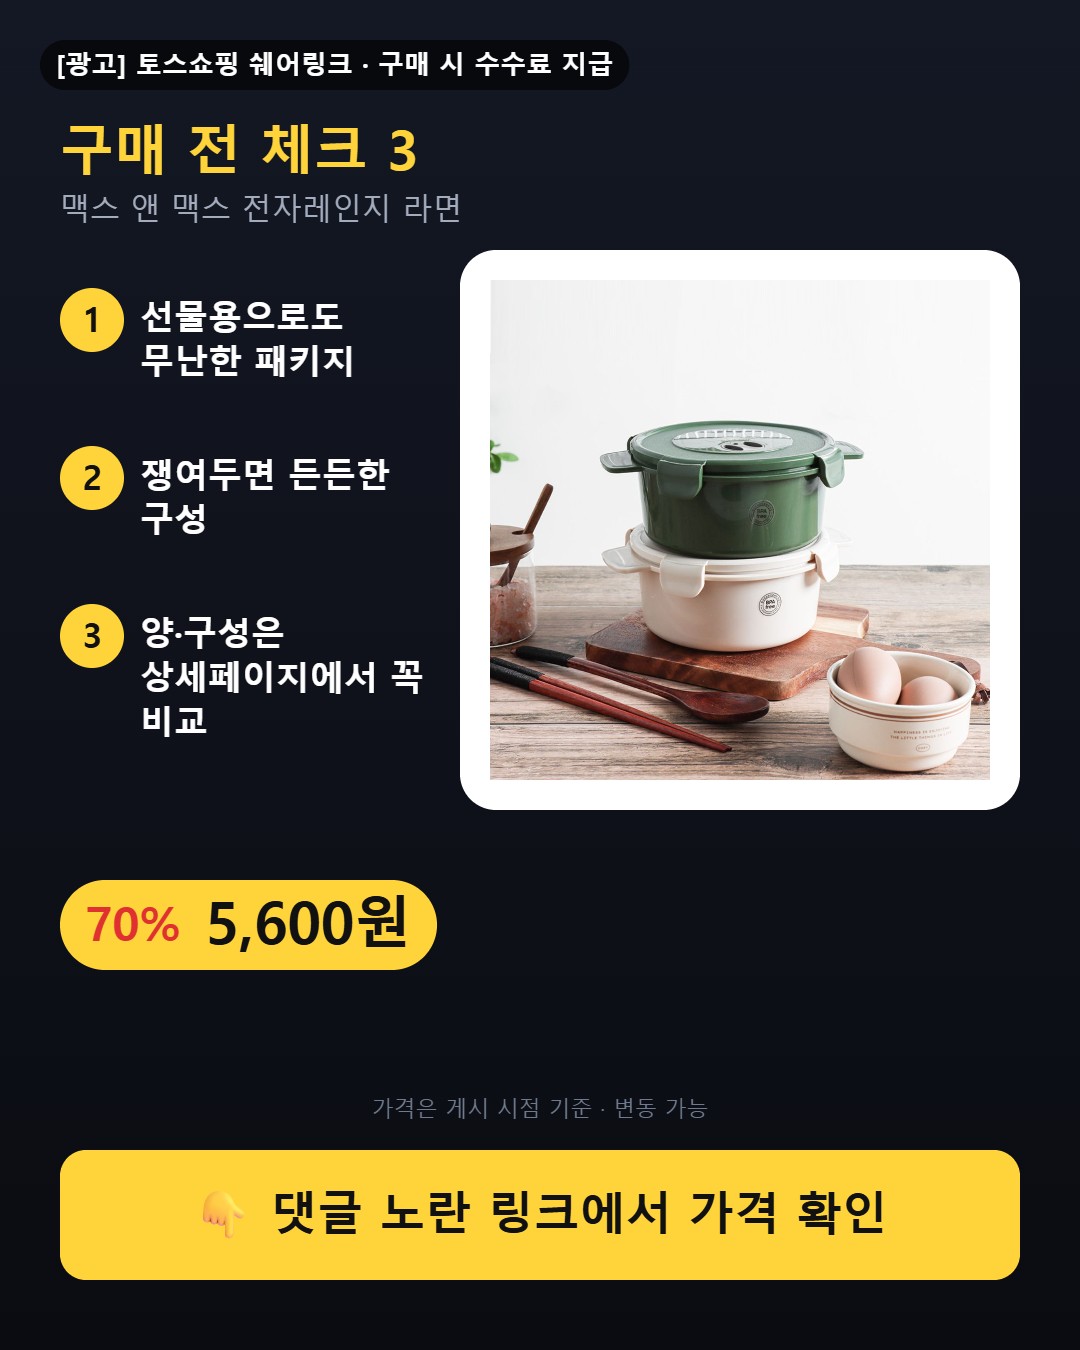 [광고] 토스쇼핑 쉐어링크 · 구매 시 수수료 지급
구매 전 체크 3
맥스 앤 맥스 전자레인지 라면
1 선물용으로도
무난한 패키지
2 쟁여두면 든든한
구성
3 양·구성은
상세페이지에서 꼭
비교
BPA
free
70% 5,600원
가격은 게시 시점 기준 · 변동 가능
👇 댓글 노란 링크에서 가격 확인